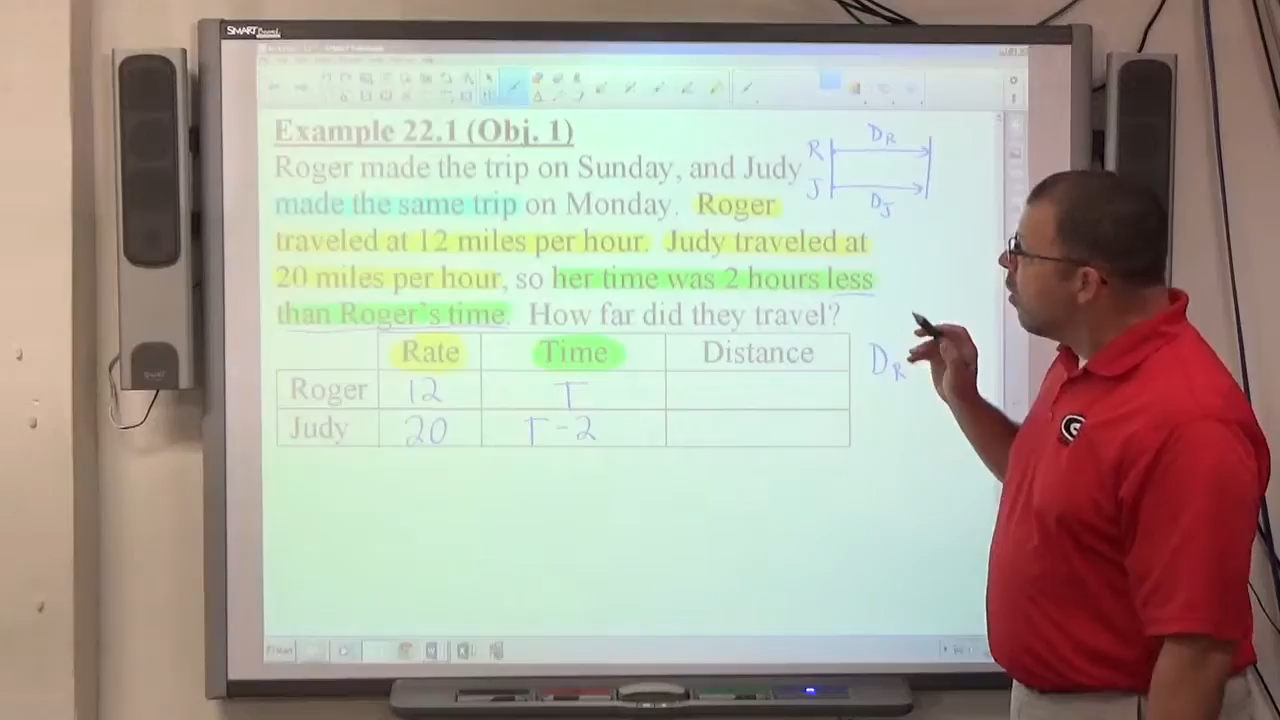 SMART Board
Example 22.1 (Obj. 1)
Roger made the trip on Sunday, and Judy
made the same trip on Monday. Roger
traveled at 12 miles per hour. Judy traveled at
20 miles per hour, so her time was 2 hours less
than Roger's time. How far did they travel?
R DR
J DJ
Rate Time Distance
Roger 12 T
Judy 20 T-2
DR
G